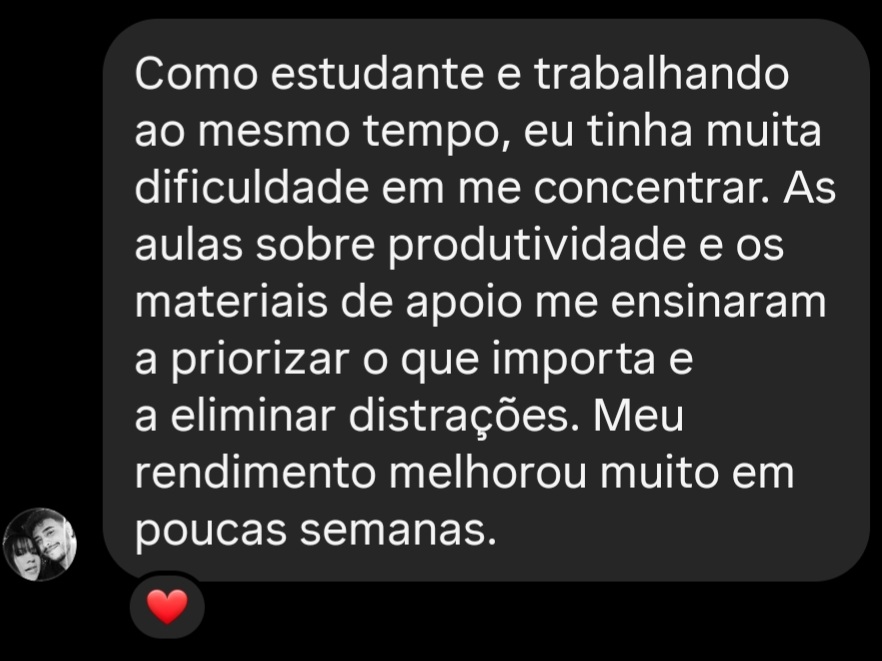 Como estudante e trabalhando
ao mesmo tempo, eu tinha muita
dificuldade em me concentrar. As
aulas sobre produtividade e os
materiais de apoio me ensinaram
a priorizar o que importa e
a eliminar distrações. Meu
rendimento melhorou muito em
poucas semanas.